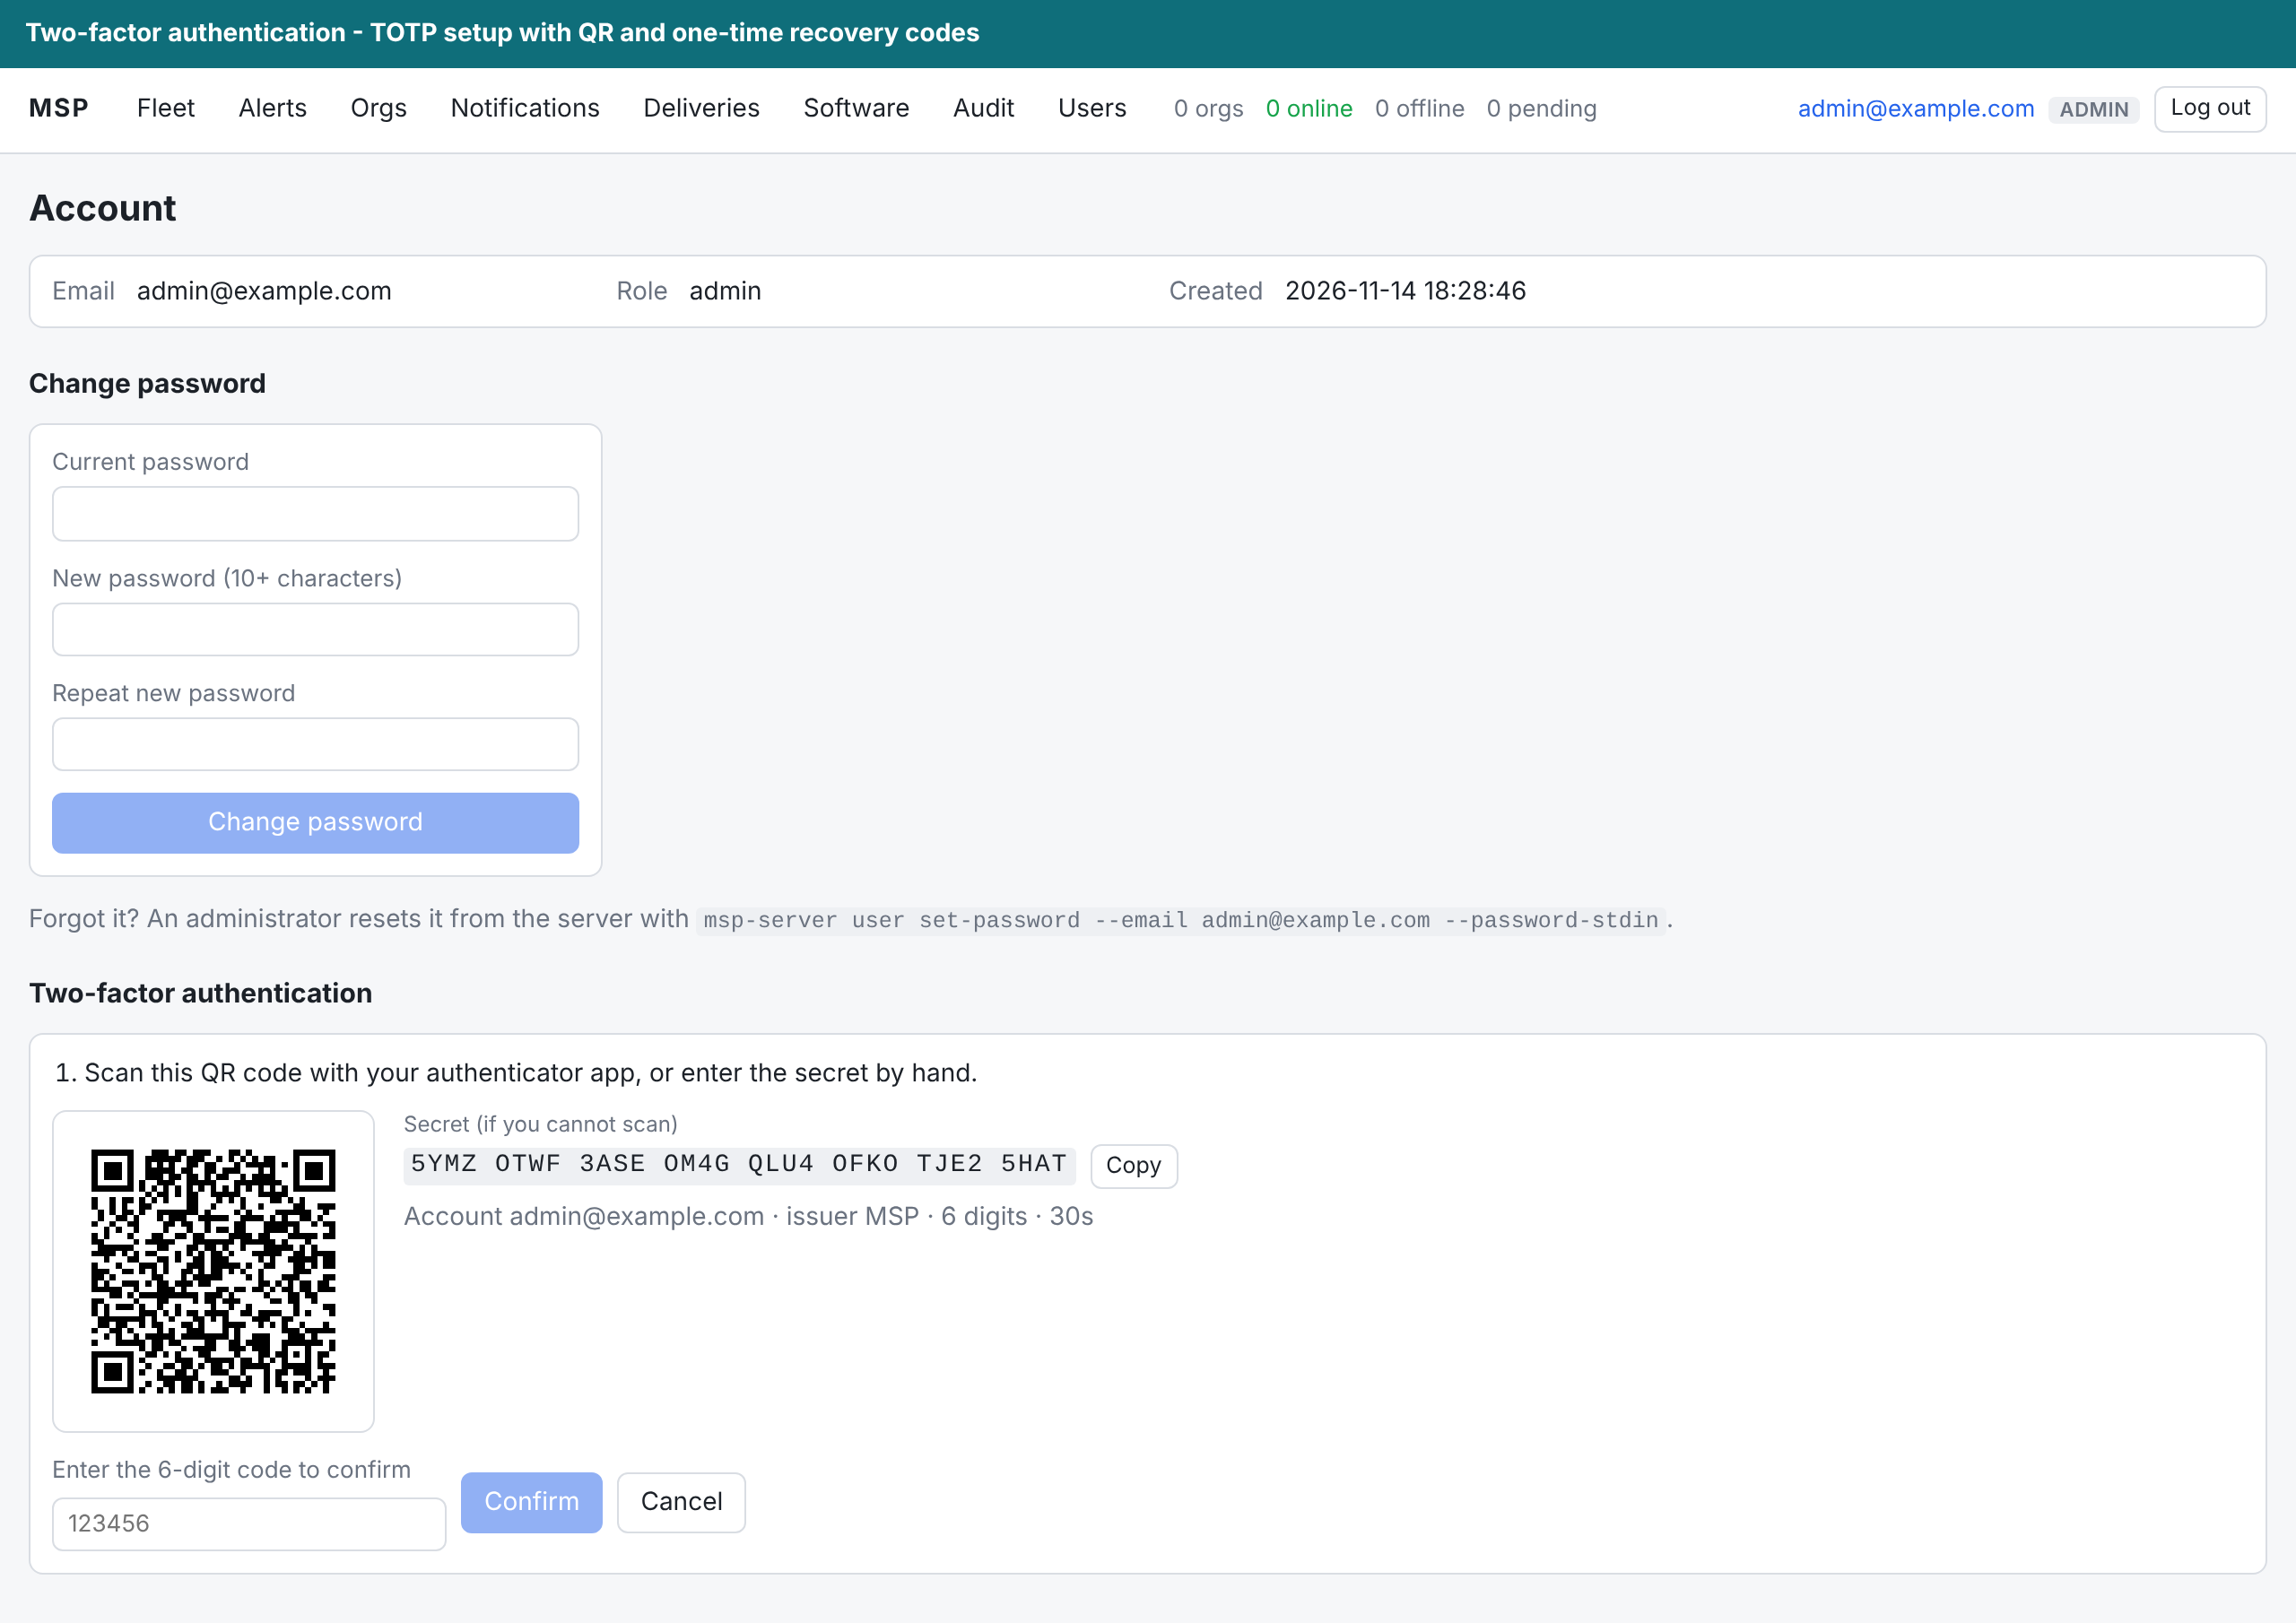 Two-factor authentication - TOTP setup with QR and one-time recovery codes
MSP Fleet Alerts Orgs Notifications Deliveries Software Audit Users 0 orgs 0 online 0 offline 0 pending admin@example.com ADMIN Log out
Account
Email admin@example.com Role admin Created 2026-11-14 18:28:46
Change password
Current password
New password (10+ characters)
Repeat new password
Change password
Forgot it? An administrator resets it from the server with msp-server user set-password --email admin@example.com --password-stdin.
Two-factor authentication
1. Scan this QR code with your authenticator app, or enter the secret by hand.
Secret (if you cannot scan)
5YMZ OTWF 3ASE OM4G QLU4 OFKO TJE2 5HAT Copy
Account admin@example.com · issuer MSP · 6 digits · 30s
Enter the 6-digit code to confirm
123456 Confirm Cancel